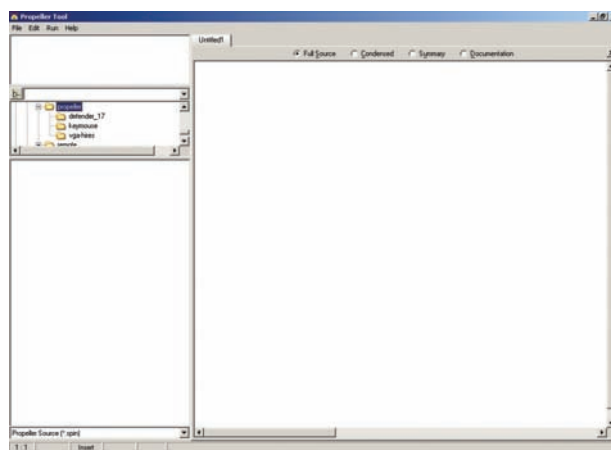 Propeller Tool
File Edit Run Help
Untitled1
Full Source Condensed Summary Documentation
propeller
defender_17
keymouse
vga-hires
remote
Propeller Source (*.spin)
1 : 1 Insert